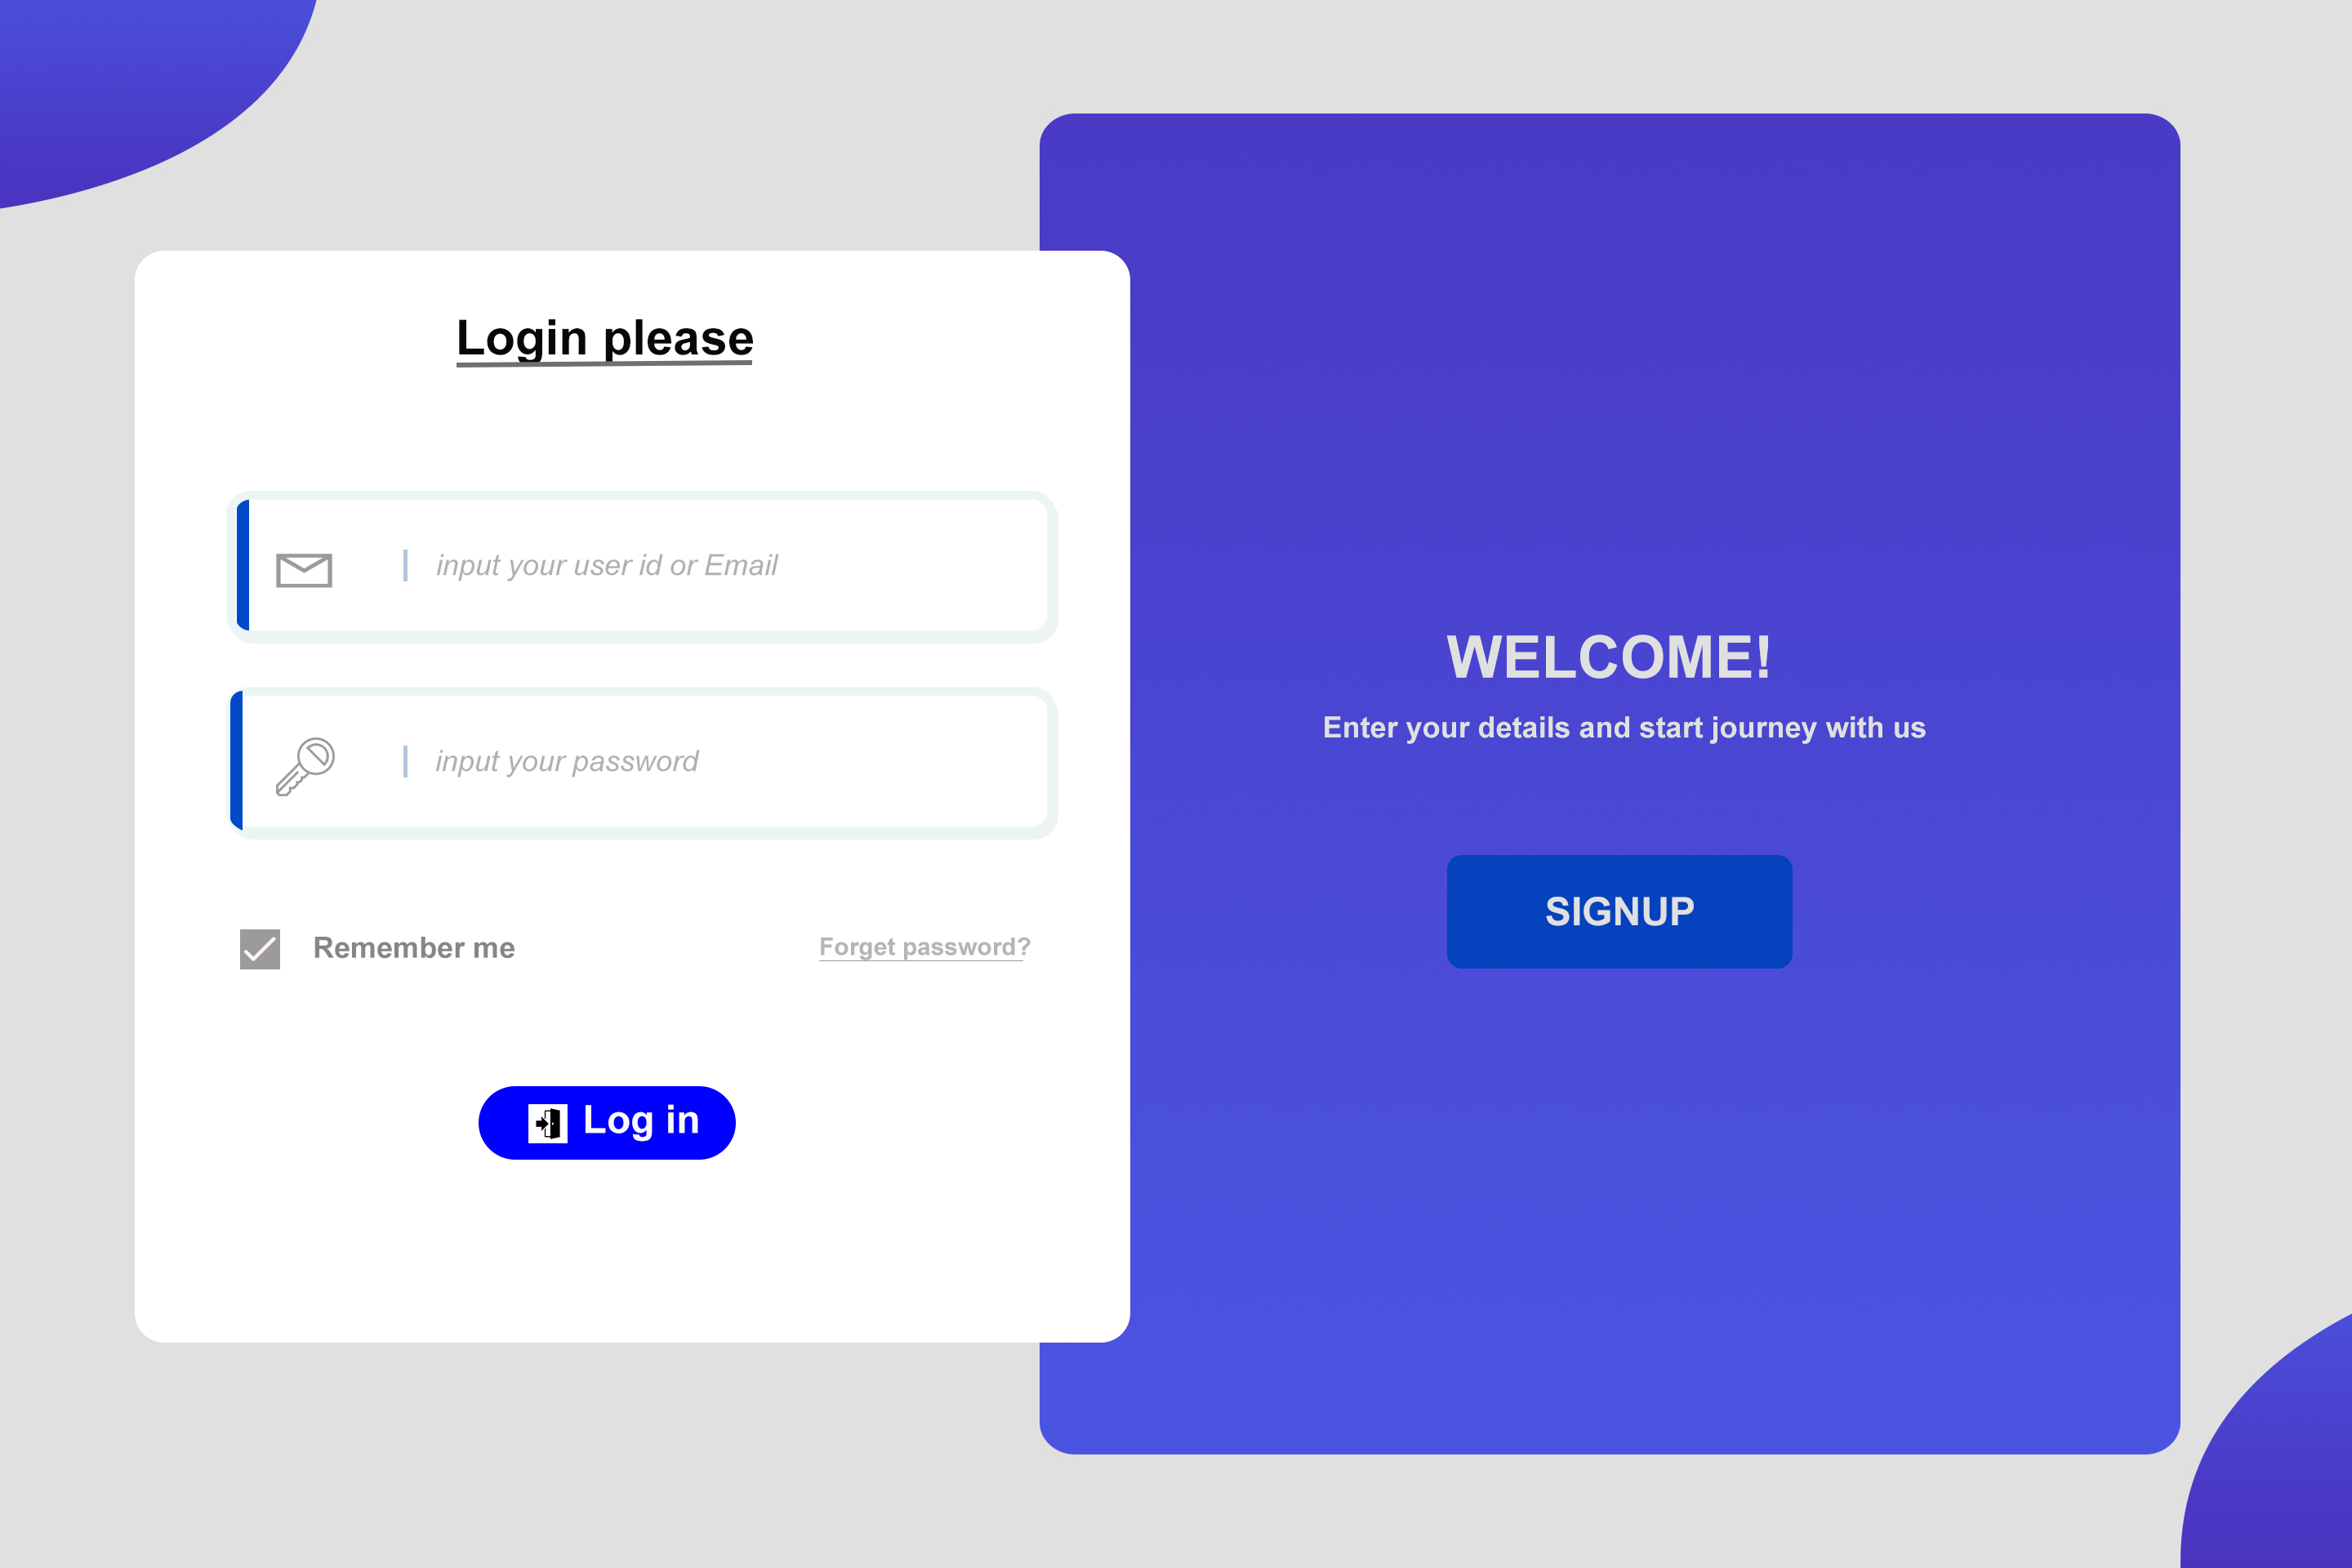 Login please
input your user id or Email
input your password
Remember me
Forget password?
Log in
WELCOME!
Enter your details and start journey with us
SIGNUP